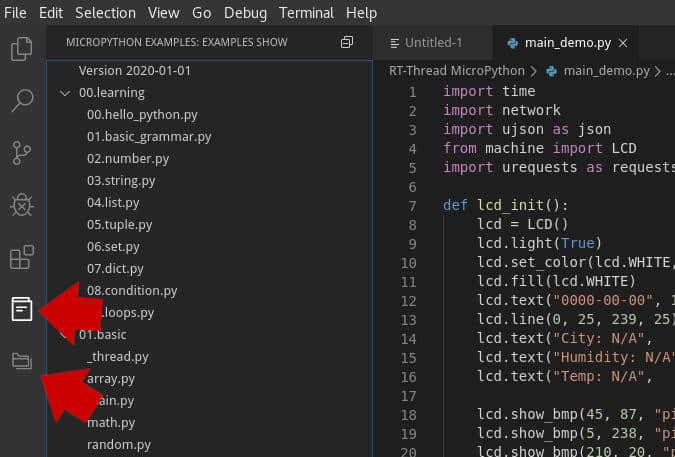 File Edit Selection View Go Debug Terminal Help
MICROPYTHON EXAMPLES: EXAMPLES SHOW
Version 2020-01-01
00.learning
00.hello_python.py
01.basic_grammar.py
02.number.py
03.string.py
04.list.py
05.tuple.py
06.set.py
07.dict.py
08.condition.py
.loops.py
01.basic
_thread.py
array.py
math.py
random.py
Untitled-1 main_demo.py
RT-Thread MicroPython > main_demo.py > ...
1 import time
2 import network
3 import ujson as json
4 from machine import LCD
5 import urequests as requests
6
7 def lcd_init():
8 lcd = LCD()
9 lcd.light(True)
10 lcd.set_color(lcd.WHITE,
11 lcd.fill(lcd.WHITE)
12 lcd.text("0000-00-00", 1
13 lcd.line(0, 25, 239, 25)
14 lcd.text("City: N/A",
15 lcd.text("Humidity: N/A"
16 lcd.text("Temp: N/A",
17
18 lcd.show_bmp(45, 87, "pi
19 lcd.show_bmp(5, 238, "pi
20 lcd.show_bmp(210, 20, "p